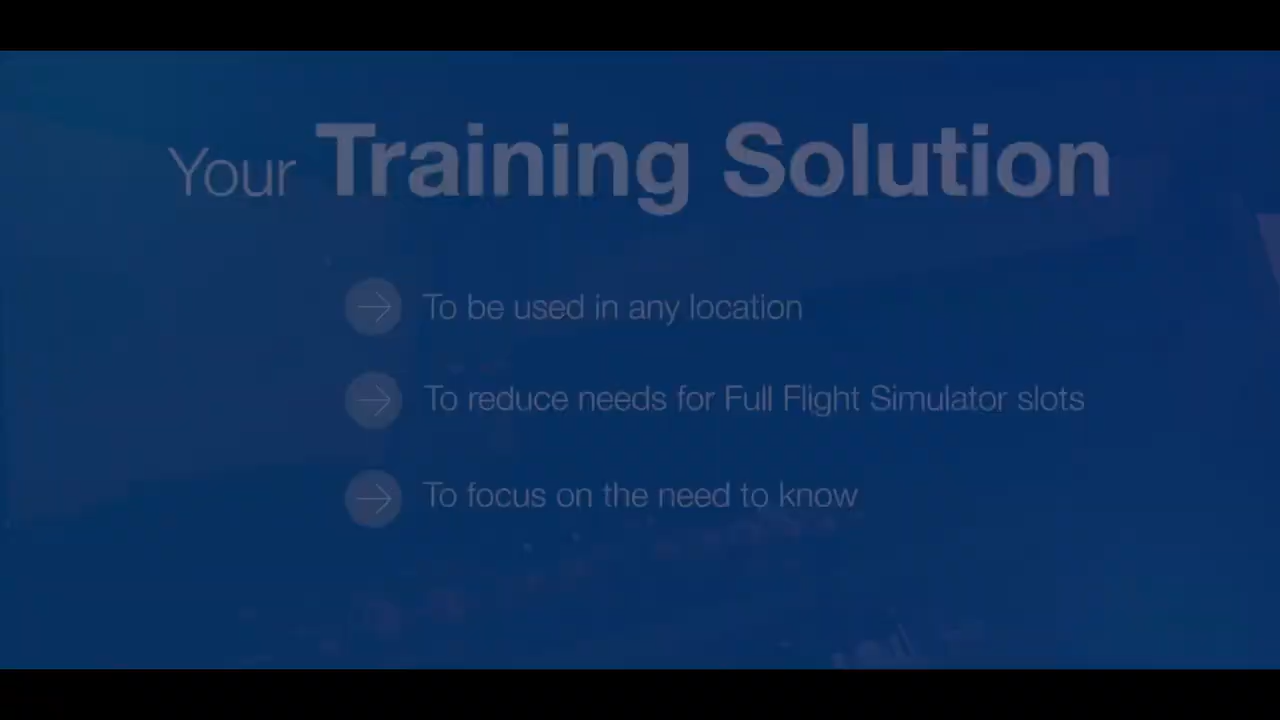 Your Training Solution
To be used in any location
To reduce needs for Full Flight Simulator slots
To focus on the need to know